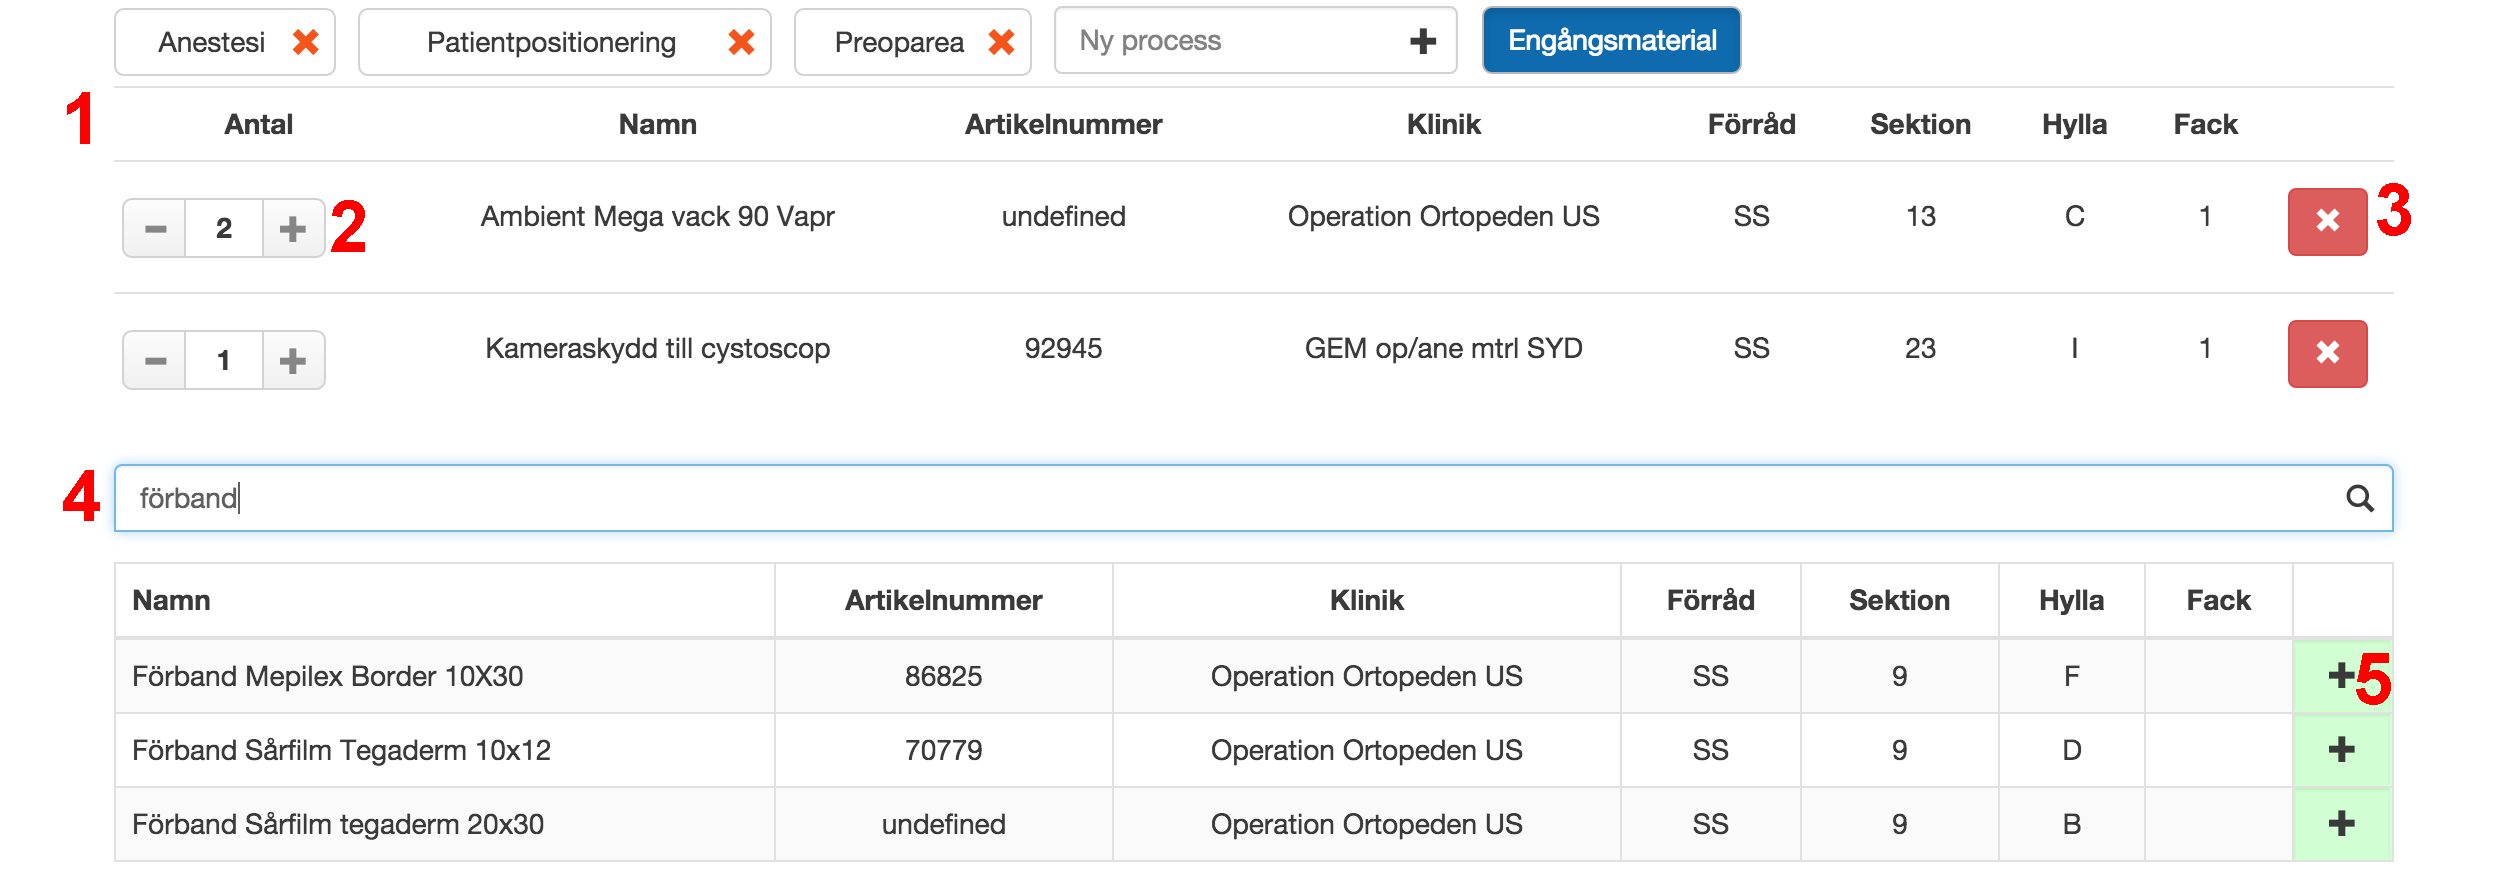 Anestesi Patientpositionering Preoparea Ny process Engångsmaterial
1 Antal Namn Artikelnummer Klinik Förråd Sektion Hylla Fack
2 2 Ambient Mega vack 90 Vapr undefined Operation Ortopeden US SS 13 C 1 3
1 Kameraskydd till cystoscop 92945 GEM op/ane mtrl SYD SS 23 I 1
4 förband
Namn Artikelnummer Klinik Förråd Sektion Hylla Fack
Förband Mepilex Border 10X30 86825 Operation Ortopeden US SS 9 F 5
Förband Sårfilm Tegaderm 10x12 70779 Operation Ortopeden US SS 9 D
Förband Sårfilm tegaderm 20x30 undefined Operation Ortopeden US SS 9 B